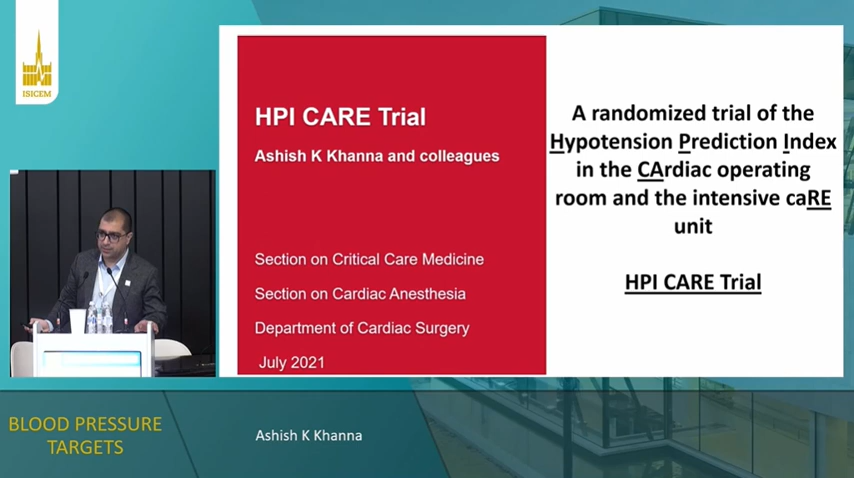 ISICEM
HPI CARE Trial
Ashish K Khanna and colleagues
Section on Critical Care Medicine
Section on Cardiac Anesthesia
Department of Cardiac Surgery
July 2021
A randomized trial of the
Hypotension Prediction Index
in the CArdiac operating
room and the intensive caRE
unit
HPI CARE Trial
BLOOD PRESSURE
TARGETS
Ashish K Khanna